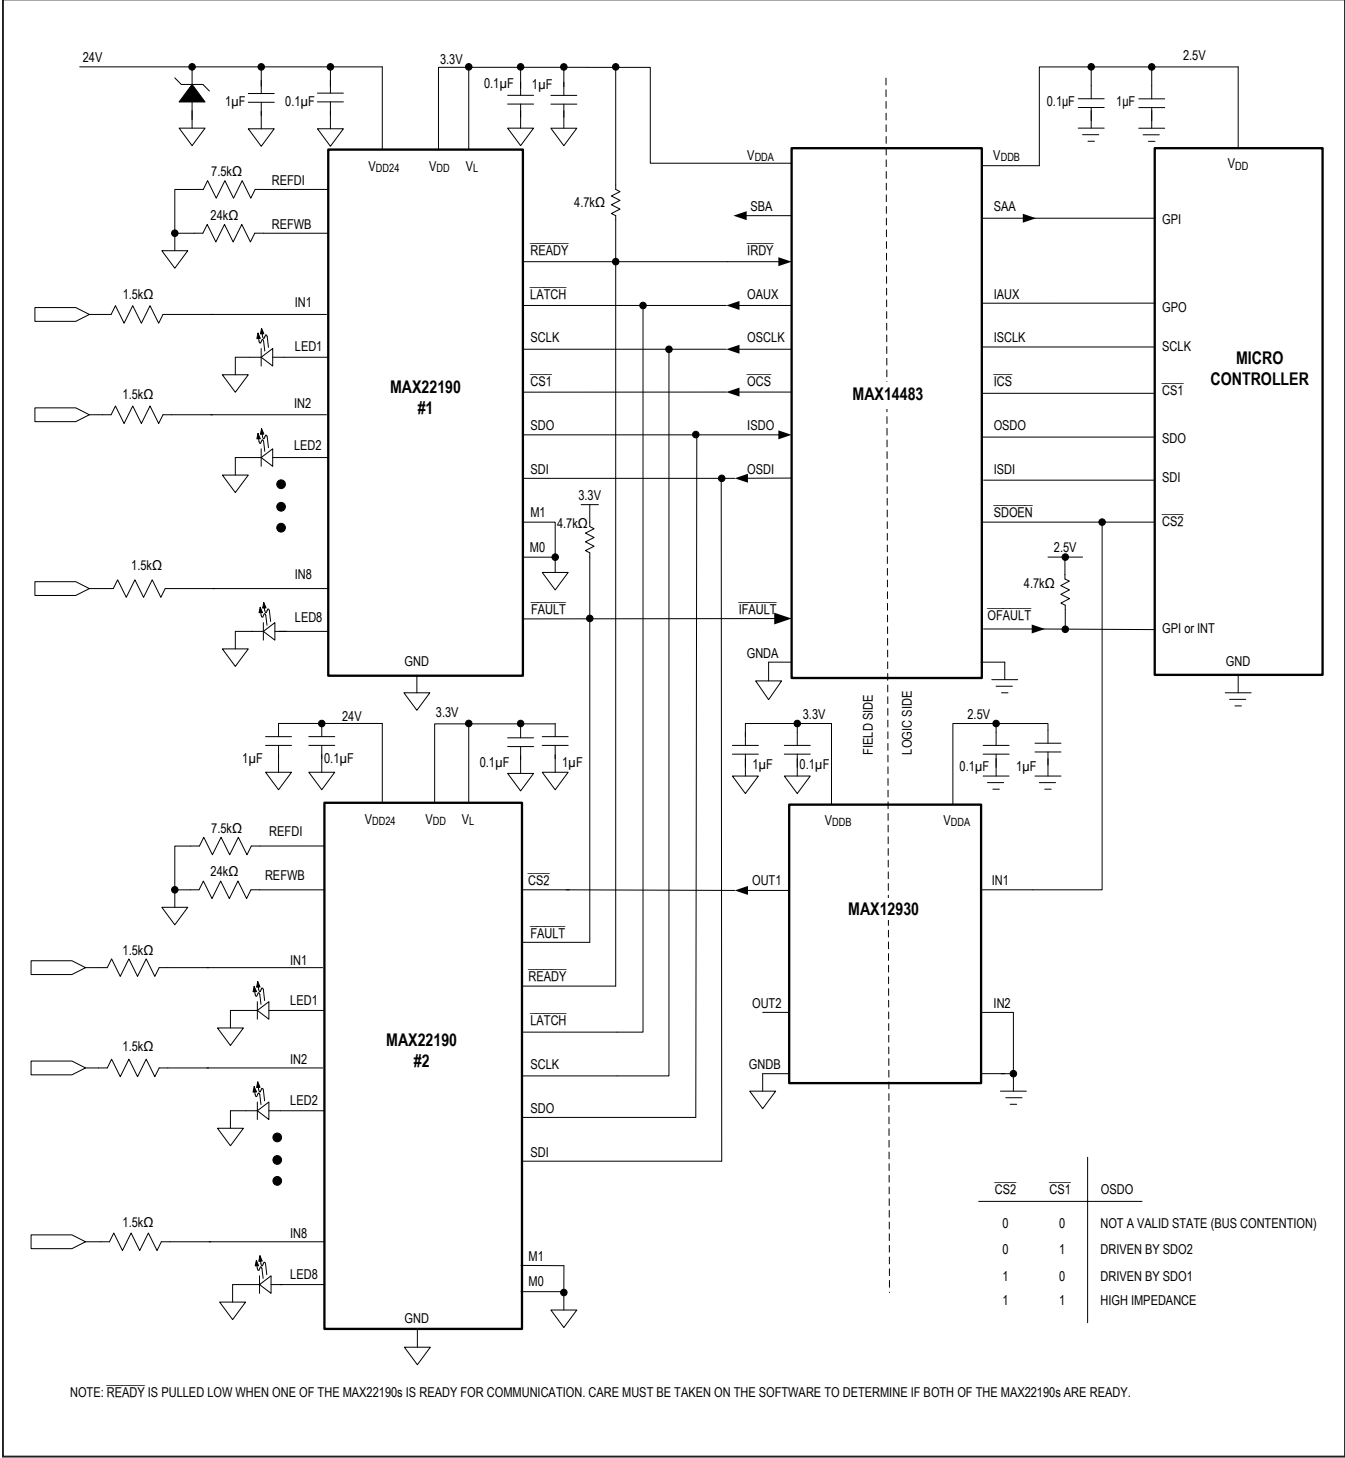 24V
3.3V
2.5V
1µF
0.1µF
0.1µF
1µF
0.1µF
1µF
VDD24
VDD
VL
VDDA
VDDB
VDD
7.5kΩ
REFDI
24kΩ
REFWB
4.7kΩ
SBA
SAA
GPI
READY
IRDY
1.5kΩ
IN1
LATCH
OAUX
IAUX
GPO
LED1
SCLK
OSCLK
ISCLK
SCLK
MAX22190
#1
MAX14483
MICRO
CONTROLLER
CS1
OCS
ICS
CS1
1.5kΩ
IN2
SDO
ISDO
OSDO
SDO
LED2
SDI
OSDI
ISDI
SDI
3.3V
M1
4.7kΩ
SDOEN
CS2
M0
2.5V
1.5kΩ
IN8
4.7kΩ
LED8
FAULT
IFAULT
OFAULT
GPI or INT
GND
GNDA
GND
FIELD SIDE
LOGIC SIDE
24V
3.3V
3.3V
2.5V
1µF
0.1µF
0.1µF
1µF
1µF
0.1µF
0.1µF
1µF
VDD24
VDD
VL
VDDB
VDDA
7.5kΩ
REFDI
24kΩ
REFWB
CS2
OUT1
IN1
MAX12930
FAULT
1.5kΩ
IN1
READY
LED1
LATCH
OUT2
IN2
MAX22190
#2
1.5kΩ
IN2
SCLK
GNDB
LED2
SDO
SDI
1.5kΩ
IN8
M1
LED8
M0
GND
CS2 CS1 OSDO
0 0 NOT A VALID STATE (BUS CONTENTION)
0 1 DRIVEN BY SDO2
1 0 DRIVEN BY SDO1
1 1 HIGH IMPEDANCE
NOTE: READY IS PULLED LOW WHEN ONE OF THE MAX22190s IS READY FOR COMMUNICATION. CARE MUST BE TAKEN ON THE SOFTWARE TO DETERMINE IF BOTH OF THE MAX22190s ARE READY.